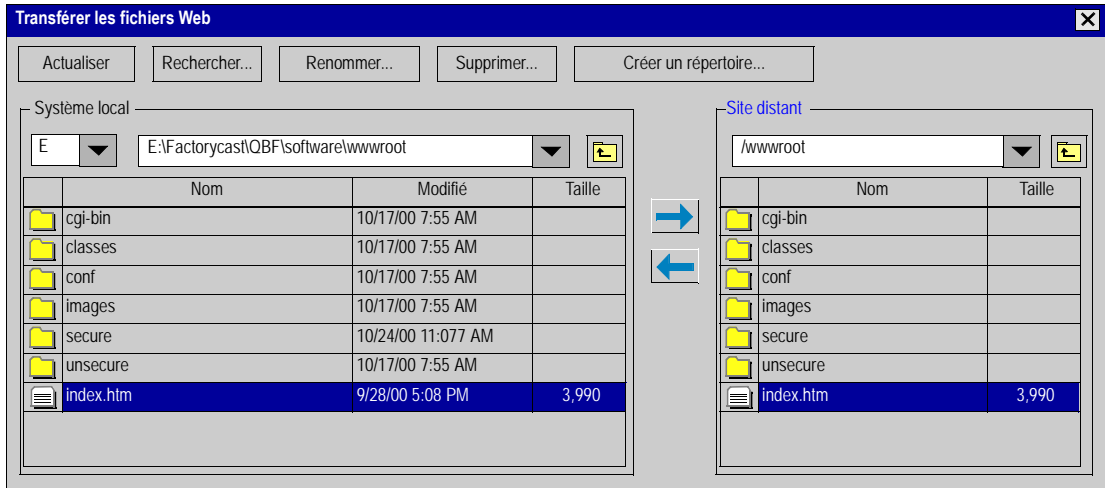 Transférer les fichiers Web
Actualiser Rechercher... Renommer... Supprimer... Créer un répertoire...
Système local Site distant
E E:\Factorycast\QBF\software\wwwroot /wwwroot
Nom Modifié Taille Nom Taille
cgi-bin 10/17/00 7:55 AM cgi-bin
classes 10/17/00 7:55 AM classes
conf 10/17/00 7:55 AM conf
images 10/17/00 7:55 AM images
secure 10/24/00 11:077 AM secure
unsecure 10/17/00 7:55 AM unsecure
index.htm 9/28/00 5:08 PM 3,990 index.htm 3,990